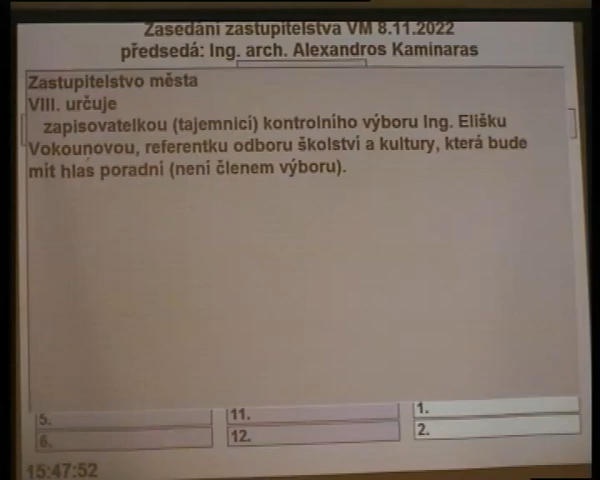 Zasedání zastupitelstva VM 8.11.2022
předsedá: Ing. arch. Alexandros Kaminaras
Zastupitelstvo města
VIII. určuje
zapisovatelkou (tajemnicí) kontrolního výboru Ing. Elišku
Vokounovou, referentku odboru školství a kultury, která bude
mít hlas poradní (není členem výboru).
5.
11.
1.
6.
12.
2.
15:47:52